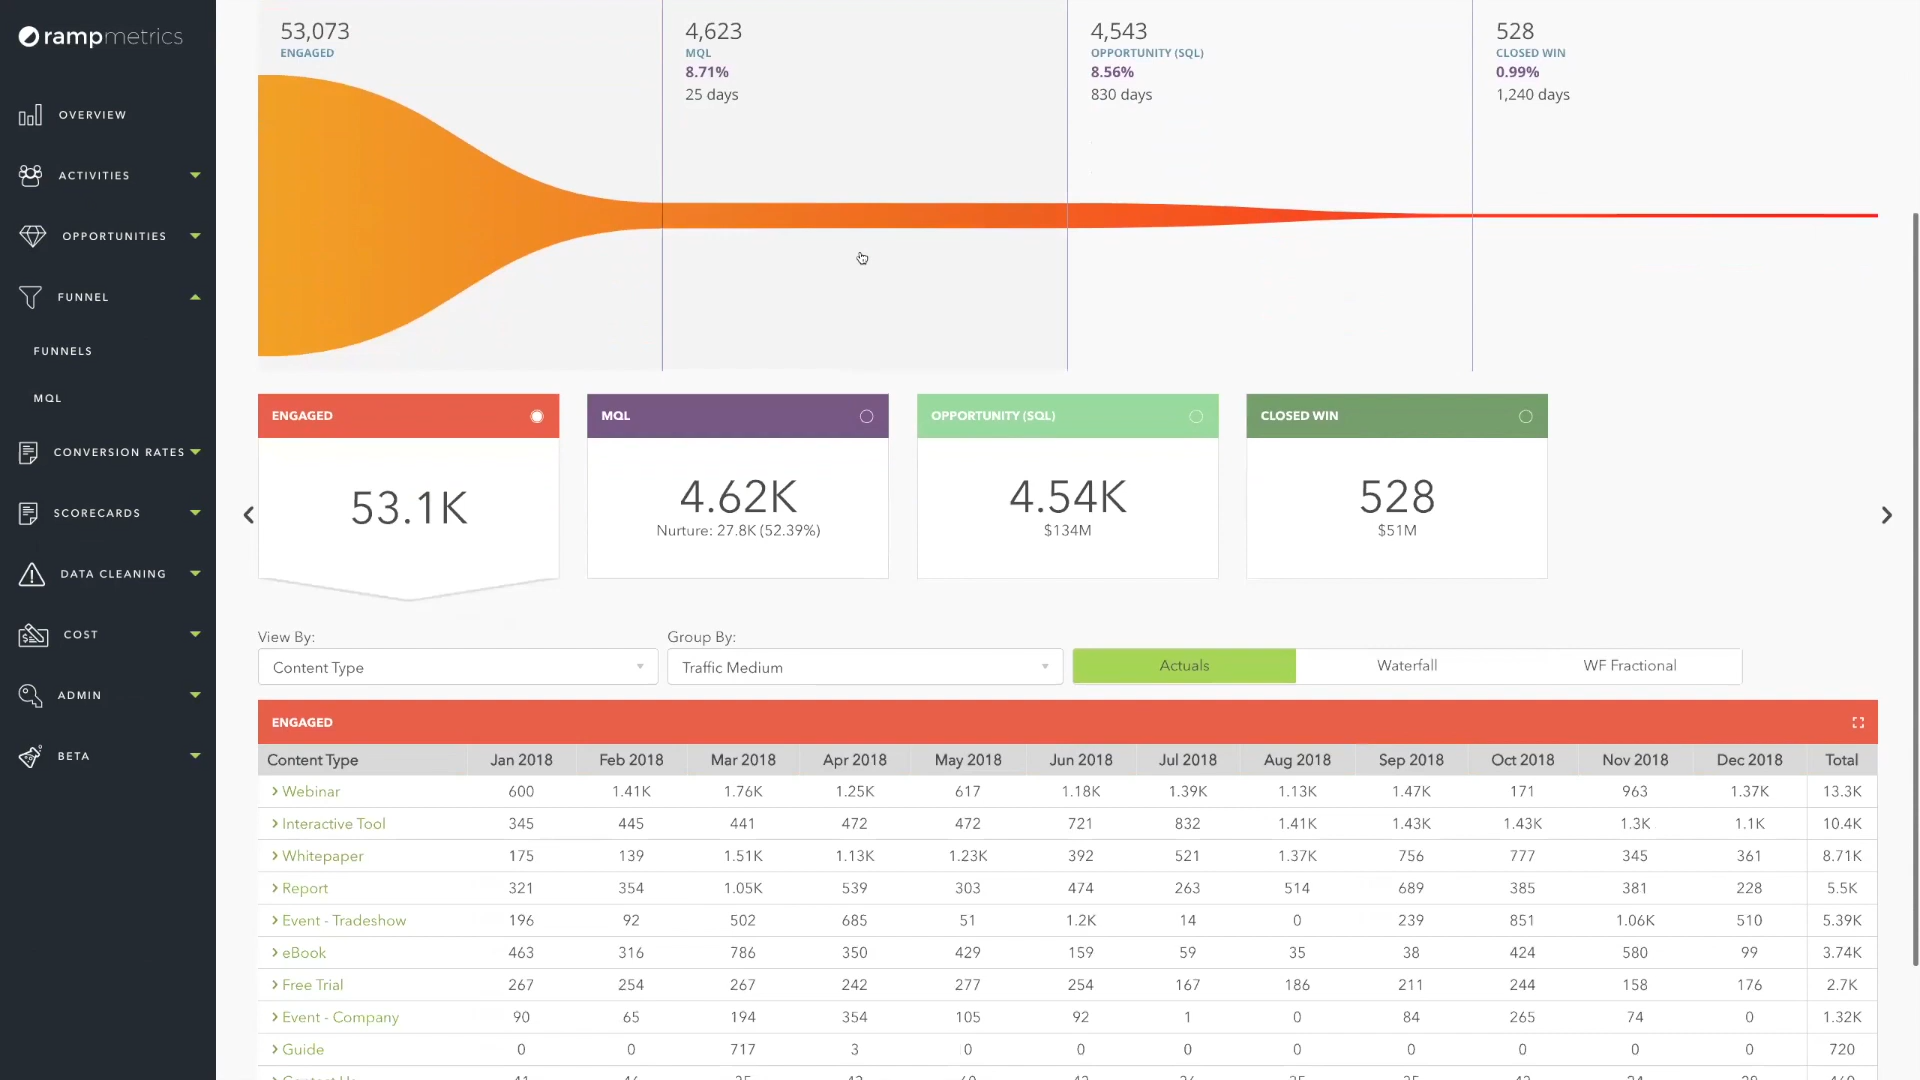 rampmetrics
OVERVIEW
ACTIVITIES
OPPORTUNITIES
FUNNEL
FUNNELS
MQL
CONVERSION RATES
SCORECARDS
DATA CLEANING
COST
ADMIN
BETA
53,073
ENGAGED
4,623
MQL
8.71%
25 days
4,543
OPPORTUNITY (SQL)
8.56%
830 days
528
CLOSED WIN
0.99%
1,240 days
ENGAGED
53.1K
MQL
4.62K
Nurture: 27.8K (52.39%)
OPPORTUNITY (SQL)
4.54K
$134M
CLOSED WIN
528
$51M
View By:
Content Type
Group By:
Traffic Medium
Actuals Waterfall WF Fractional
ENGAGED
Content Type Jan 2018 Feb 2018 Mar 2018 Apr 2018 May 2018 Jun 2018 Jul 2018 Aug 2018 Sep 2018 Oct 2018 Nov 2018 Dec 2018 Total
Webinar 600 1.41K 1.76K 1.25K 617 1.18K 1.39K 1.13K 1.47K 171 963 1.37K 13.3K
Interactive Tool 345 445 441 472 472 721 832 1.41K 1.43K 1.43K 1.3K 1.1K 10.4K
Whitepaper 175 139 1.51K 1.13K 1.23K 392 521 1.37K 756 777 345 361 8.71K
Report 321 354 1.05K 539 303 474 263 514 689 385 381 228 5.5K
Event - Tradeshow 196 92 502 685 51 1.2K 14 0 239 851 1.06K 510 5.39K
eBook 463 316 786 350 429 159 59 35 38 424 580 99 3.74K
Free Trial 267 254 267 242 277 254 167 186 211 244 158 176 2.7K
Event - Company 90 65 194 354 105 92 1 0 84 265 74 0 1.32K
Guide 0 0 717 3 0 0 0 0 0 0 0 0 720